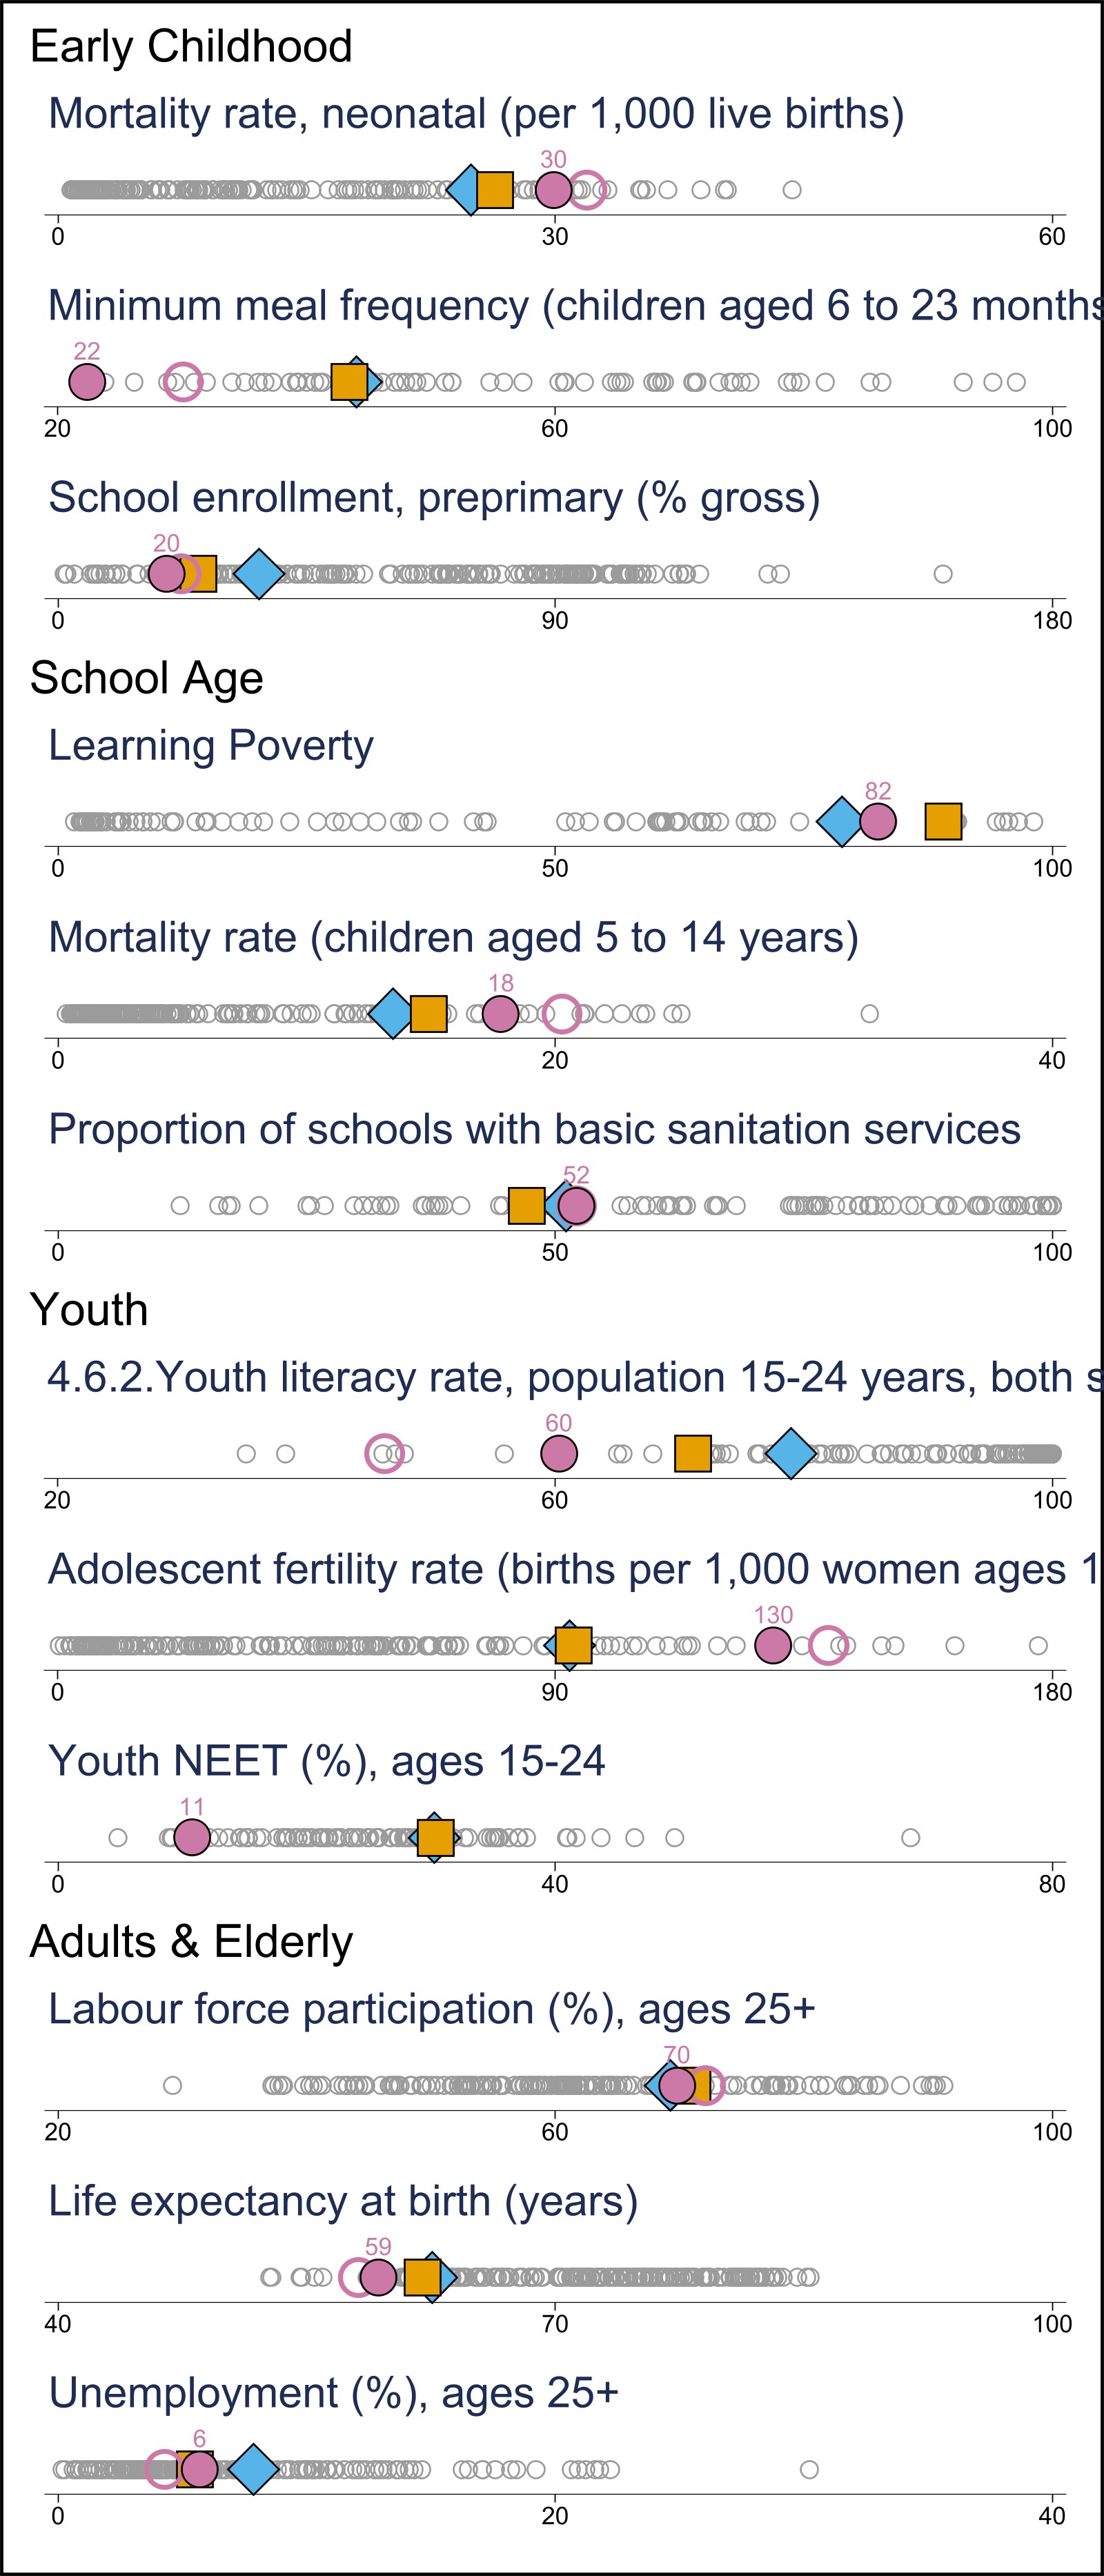 Early Childhood
Mortality rate, neonatal (per 1,000 live births)
30
0 30 60
Minimum meal frequency (children aged 6 to 23 months
22
20 60 100
School enrollment, preprimary (% gross)
20
0 90 180
School Age
Learning Poverty
82
0 50 100
Mortality rate (children aged 5 to 14 years)
18
0 20 40
Proportion of schools with basic sanitation services
52
0 50 100
Youth
4.6.2.Youth literacy rate, population 15-24 years, both s
60
20 60 100
Adolescent fertility rate (births per 1,000 women ages 1
130
0 90 180
Youth NEET (%), ages 15-24
11
0 40 80
Adults & Elderly
Labour force participation (%), ages 25+
70
20 60 100
Life expectancy at birth (years)
59
40 70 100
Unemployment (%), ages 25+
6
0 20 40